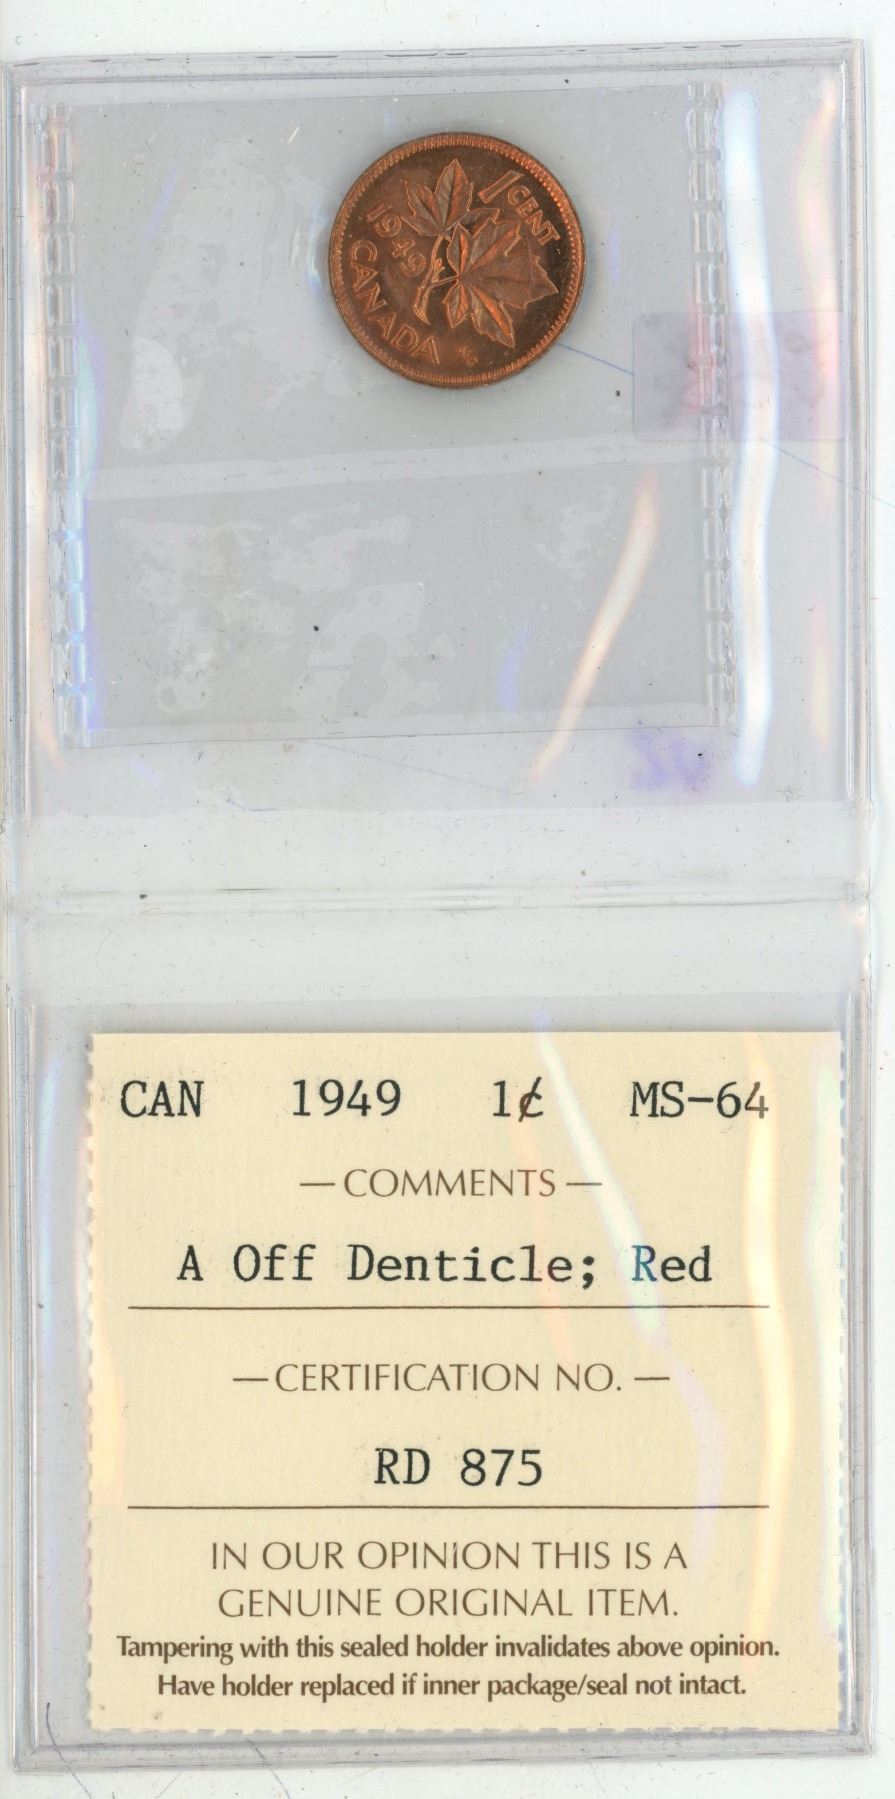 1 CENT
1949
CANADA
CAN 1949 1¢ MS-64
— COMMENTS —
A Off Denticle; Red
— CERTIFICATION NO. —
RD 875
IN OUR OPINION THIS IS A
GENUINE ORIGINAL ITEM.
Tampering with this sealed holder invalidates above opinion.
Have holder replaced if inner package/seal not intact.